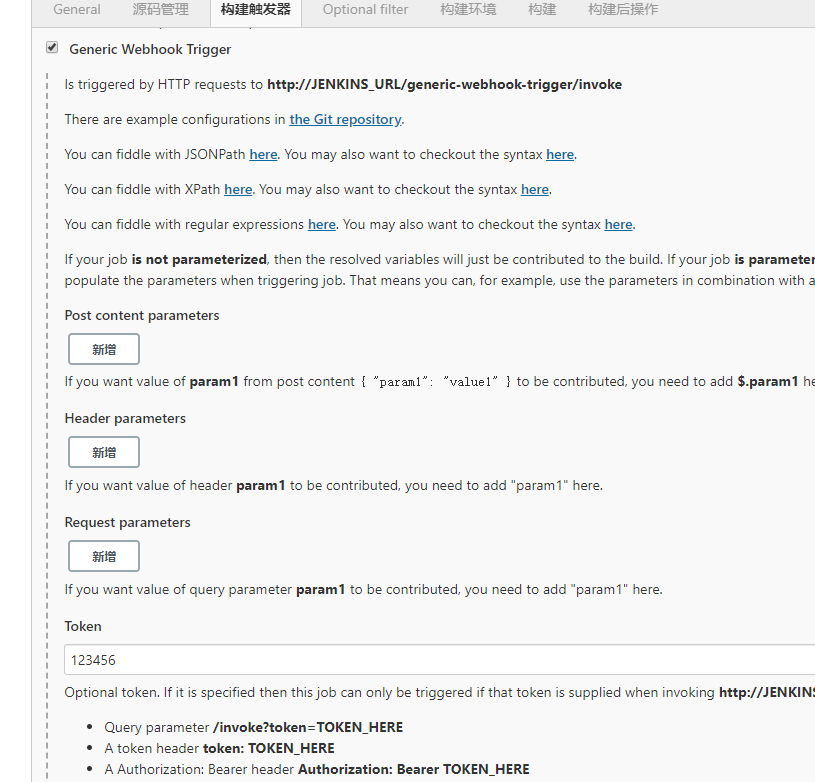 General 源码管理 构建触发器 Optional filter 构建环境 构建 构建后操作
Generic Webhook Trigger
Is triggered by HTTP requests to http://JENKINS_URL/generic-webhook-trigger/invoke
There are example configurations in the Git repository.
You can fiddle with JSONPath here. You may also want to checkout the syntax here.
You can fiddle with XPath here. You may also want to checkout the syntax here.
You can fiddle with regular expressions here. You may also want to checkout the syntax here.
If your job is not parameterized, then the resolved variables will just be contributed to the build. If your job is parameter
populate the parameters when triggering job. That means you can, for example, use the parameters in combination with a
Post content parameters
新增
If you want value of param1 from post content { "param1": "value1" } to be contributed, you need to add $.param1 he
Header parameters
新增
If you want value of header param1 to be contributed, you need to add "param1" here.
Request parameters
新增
If you want value of query parameter param1 to be contributed, you need to add "param1" here.
Token
123456
Optional token. If it is specified then this job can only be triggered if that token is supplied when invoking http://JENKINS
Query parameter /invoke?token=TOKEN_HERE
A token header token: TOKEN_HERE
A Authorization: Bearer header Authorization: Bearer TOKEN_HERE